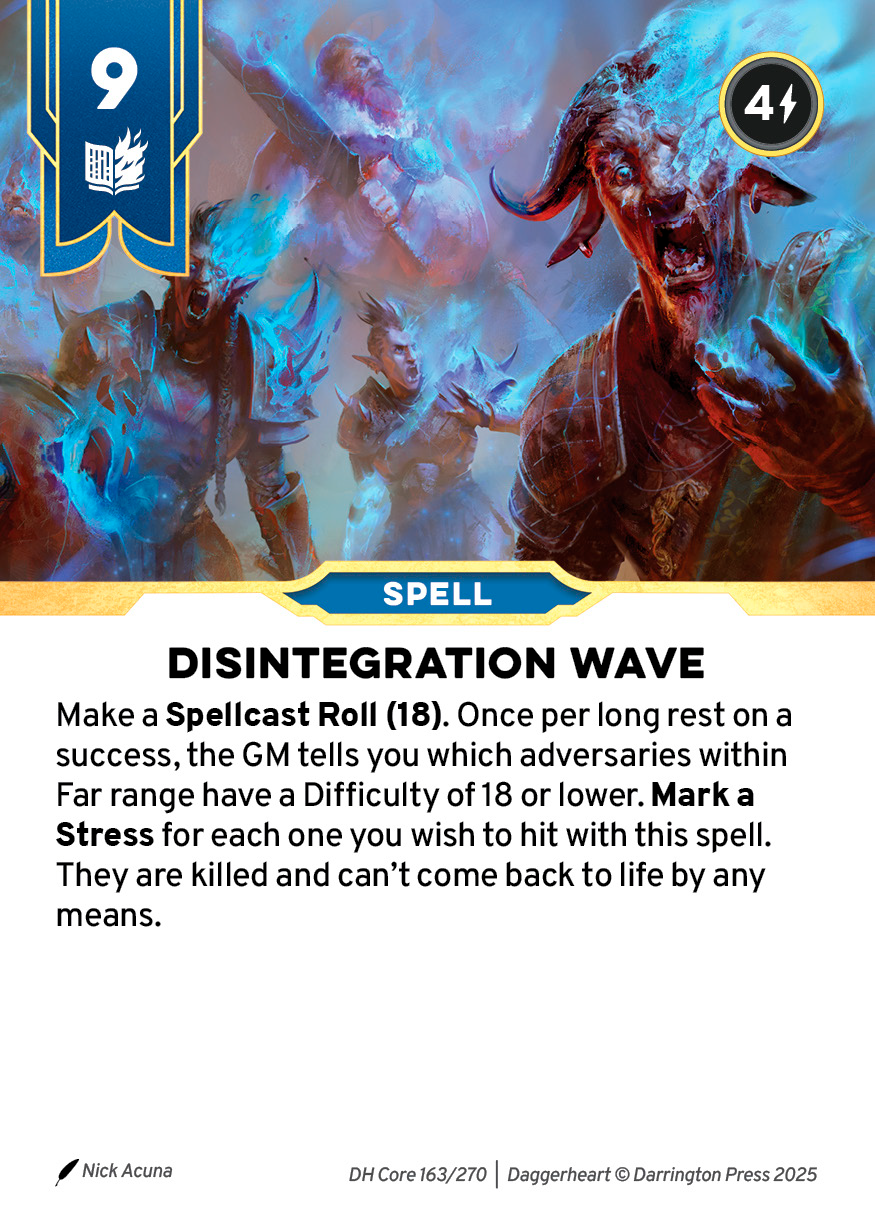 9
4
SPELL
DISINTEGRATION WAVE
Make a Spellcast Roll (18). Once per long rest on a
success, the GM tells you which adversaries within
Far range have a Difficulty of 18 or lower. Mark a
Stress for each one you wish to hit with this spell.
They are killed and can’t come back to life by any
means.
Nick Acuna
DH Core 163/270 | Daggerheart © Darrington Press 2025